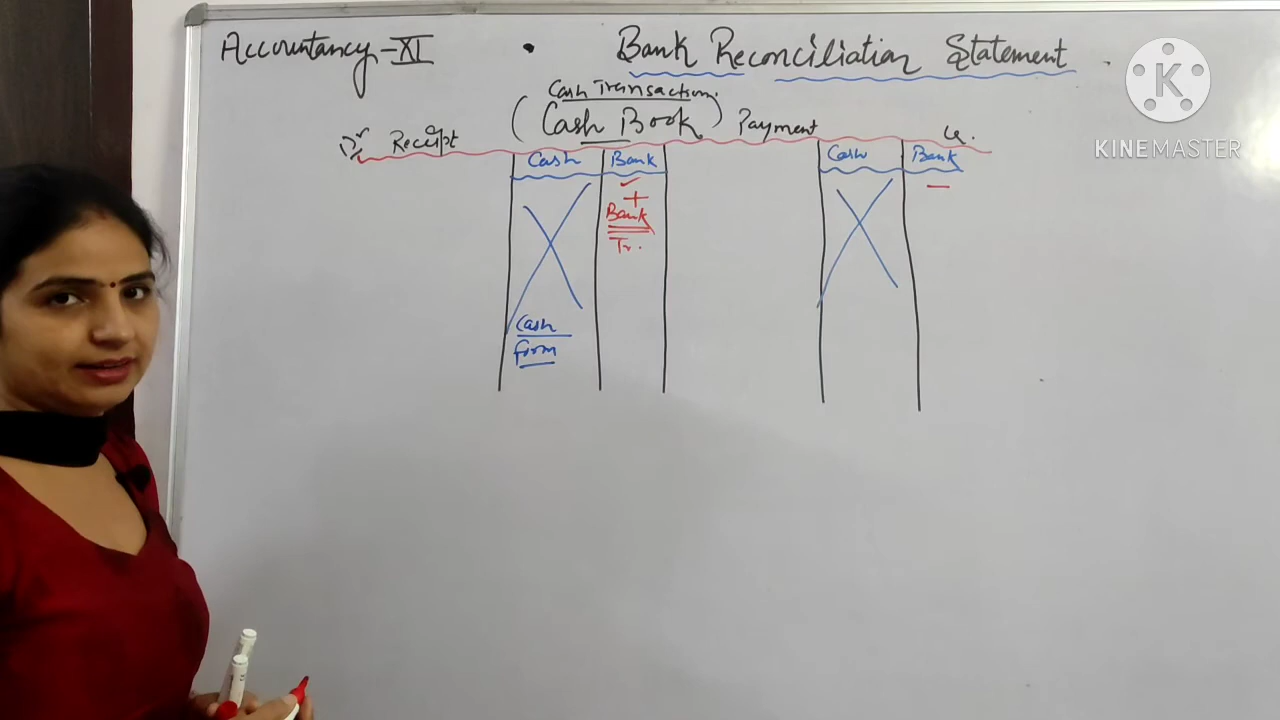 Accountancy-XI • Bank Reconciliation Statement
Cash Transaction
(Cash Book)
Dr Receipt Payment Cr.
Cash Bank Cash Bank
✓ —
+
Bank
Tr.
Cash
from
K
KINEMASTER